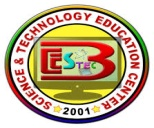 SCIENCE & TECHNOLOGY EDUCATION CENTER
STEC
2001